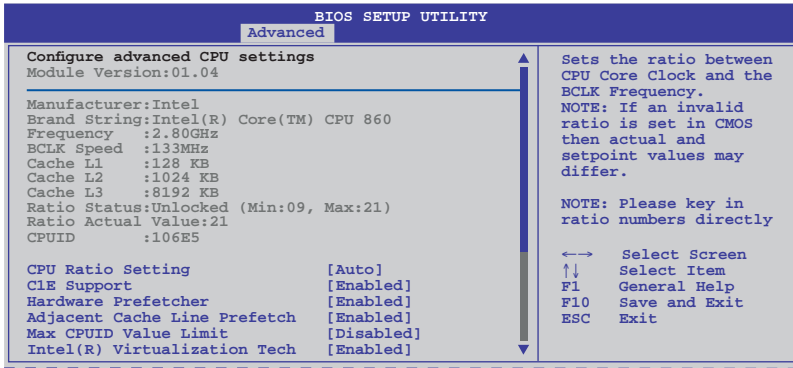 BIOS SETUP UTILITY
Advanced
Configure advanced CPU settings
Module Version:01.04
Manufacturer:Intel
Brand String:Intel(R) Core(TM) CPU 860
Frequency :2.80GHz
BCLK Speed :133MHz
Cache L1 :128 KB
Cache L2 :1024 KB
Cache L3 :8192 KB
Ratio Status:Unlocked (Min:09, Max:21)
Ratio Actual Value:21
CPUID :106E5
CPU Ratio Setting [Auto]
C1E Support [Enabled]
Hardware Prefetcher [Enabled]
Adjacent Cache Line Prefetch [Enabled]
Max CPUID Value Limit [Disabled]
Intel(R) Virtualization Tech [Enabled]
Sets the ratio between
CPU Core Clock and the
BCLK Frequency.
NOTE: If an invalid
ratio is set in CMOS
then actual and
setpoint values may
differ.
NOTE: Please key in
ratio numbers directly
←→ Select Screen
↑↓ Select Item
F1 General Help
F10 Save and Exit
ESC Exit